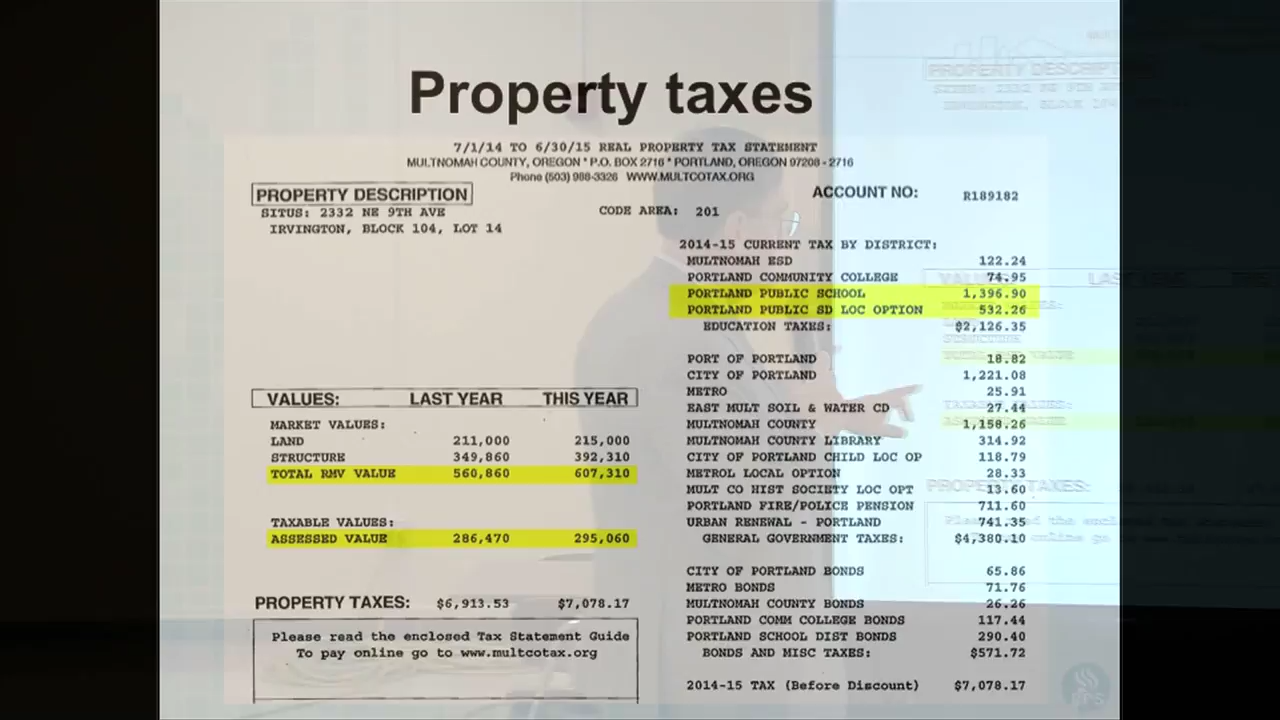 Property taxes
7/1/14 TO 6/30/15 REAL PROPERTY TAX STATEMENT
MULTNOMAH COUNTY, OREGON * P.O. BOX 2716 * PORTLAND, OREGON 97208 - 2716
Phone (503) 988-3326 WWW.MULTCOTAX.ORG
PROPERTY DESCRIPTION
SITUS: 2332 NE 9TH AVE
IRVINGTON, BLOCK 104, LOT 14
CODE AREA: 201
ACCOUNT NO: R189182
VALUES: LAST YEAR THIS YEAR
MARKET VALUES:
LAND 211,000 215,000
STRUCTURE 349,860 392,310
TOTAL RMV VALUE 560,860 607,310
TAXABLE VALUES:
ASSESSED VALUE 286,470 295,060
PROPERTY TAXES: $6,913.53 $7,078.17
Please read the enclosed Tax Statement Guide
To pay online go to www.multcotax.org
2014-15 CURRENT TAX BY DISTRICT:
MULTNOMAH ESD 122.24
PORTLAND COMMUNITY COLLEGE 74.95
PORTLAND PUBLIC SCHOOL 1,396.90
PORTLAND PUBLIC SD LOC OPTION 532.26
EDUCATION TAXES: $2,126.35
PORT OF PORTLAND 18.82
CITY OF PORTLAND 1,221.08
METRO 25.91
EAST MULT SOIL & WATER CD 27.44
MULTNOMAH COUNTY 1,158.26
MULTNOMAH COUNTY LIBRARY 314.92
CITY OF PORTLAND CHILD LOC OP 118.79
METROL LOCAL OPTION 28.33
MULT CO HIST SOCIETY LOC OPT 13.60
PORTLAND FIRE/POLICE PENSION 711.60
URBAN RENEWAL - PORTLAND 741.35
GENERAL GOVERNMENT TAXES: $4,380.10
CITY OF PORTLAND BONDS 65.86
METRO BONDS 71.76
MULTNOMAH COUNTY BONDS 26.26
PORTLAND COMM COLLEGE BONDS 117.44
PORTLAND SCHOOL DIST BONDS 290.40
BONDS AND MISC TAXES: $571.72
2014-15 TAX (Before Discount) $7,078.17
PROPERTY DESCRIPT
VALUES: LAST YEAR THIS
PROPERTY TAXES:
PPS